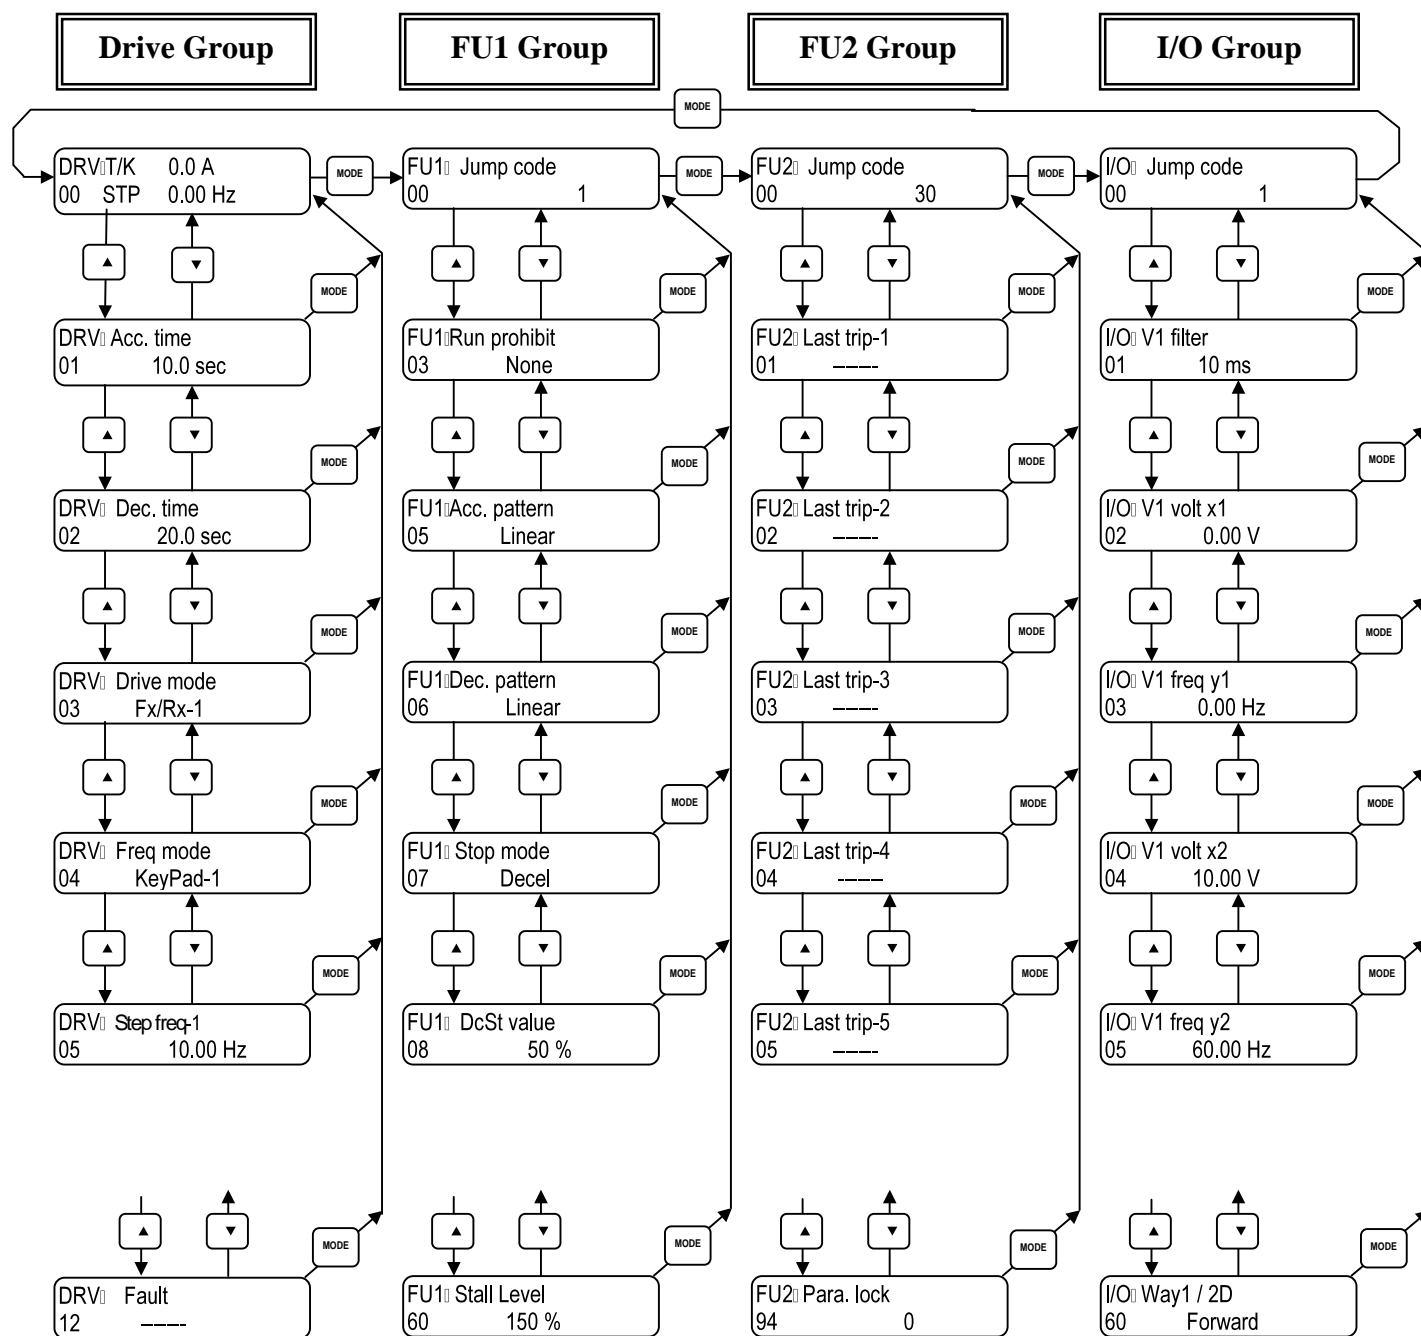 Drive Group
FU1 Group
FU2 Group
I/O Group
MODE
DRV▯T/K 0.0 A
00 STP 0.00 Hz
MODE
FU1▯ Jump code
00 1
MODE
FU2▯ Jump code
00 30
MODE
I/O▯ Jump code
00 1
▲ ▼ MODE
▲ ▼ MODE
▲ ▼ MODE
▲ ▼ MODE
DRV▯ Acc. time
01 10.0 sec
FU1▯Run prohibit
03 None
FU2▯ Last trip-1
01 -----
I/O▯ V1 filter
01 10 ms
▲ ▼ MODE
▲ ▼ MODE
▲ ▼ MODE
▲ ▼ MODE
DRV▯ Dec. time
02 20.0 sec
FU1▯Acc. pattern
05 Linear
FU2▯ Last trip-2
02 -----
I/O▯ V1 volt x1
02 0.00 V
▲ ▼ MODE
▲ ▼ MODE
▲ ▼ MODE
▲ ▼ MODE
DRV▯ Drive mode
03 Fx/Rx-1
FU1▯Dec. pattern
06 Linear
FU2▯ Last trip-3
03 -----
I/O▯ V1 freq y1
03 0.00 Hz
▲ ▼ MODE
▲ ▼ MODE
▲ ▼ MODE
▲ ▼ MODE
DRV▯ Freq mode
04 KeyPad-1
FU1▯ Stop mode
07 Decel
FU2▯ Last trip-4
04 -----
I/O▯ V1 volt x2
04 10.00 V
▲ ▼ MODE
▲ ▼ MODE
▲ ▼ MODE
▲ ▼ MODE
DRV▯ Step freq-1
05 10.00 Hz
FU1▯ DcSt value
08 50 %
FU2▯ Last trip-5
05 -----
I/O▯ V1 freq y2
05 60.00 Hz
▲ ▼ MODE
▲ ▼ MODE
▲ ▼ MODE
▲ ▼ MODE
DRV▯ Fault
12 -----
FU1▯ Stall Level
60 150 %
FU2▯ Para. lock
94 0
I/O▯ Way1 / 2D
60 Forward